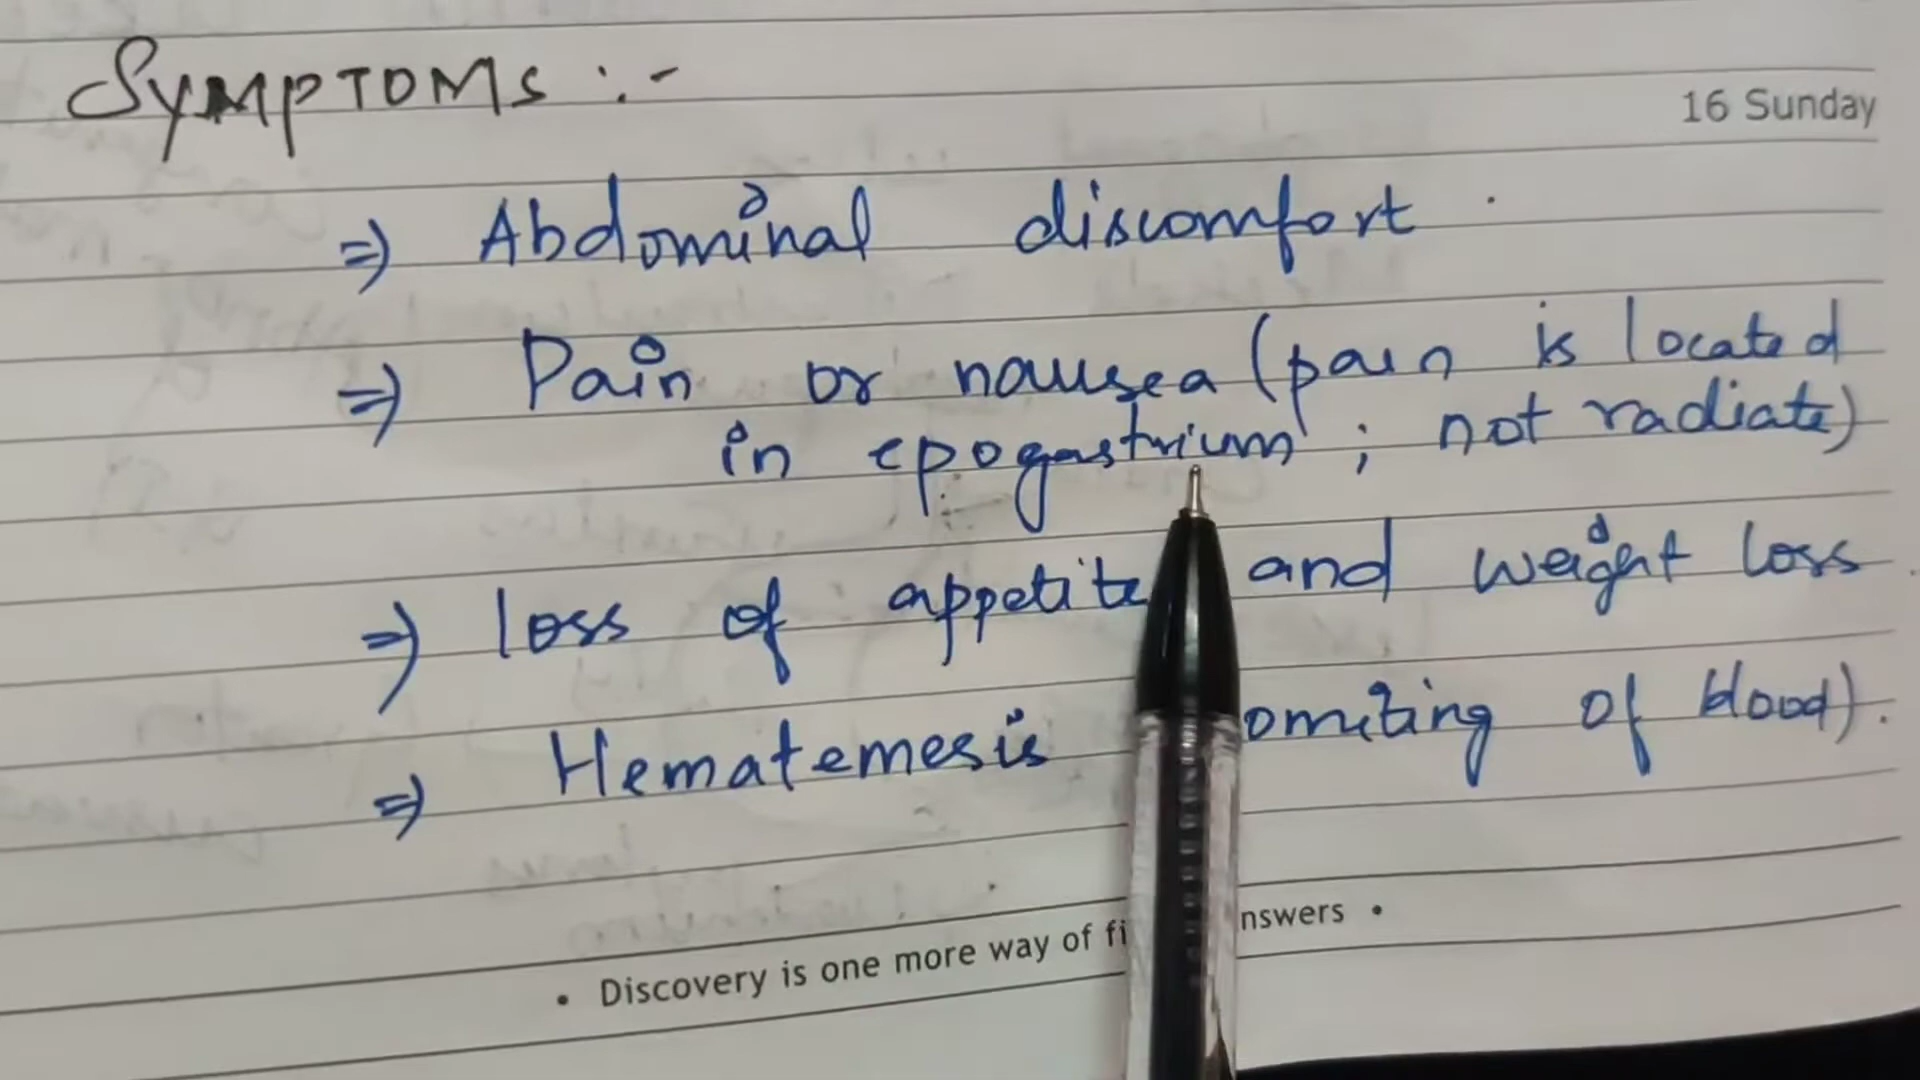 SYMPTOMS :-
16 Sunday
⇒ Abdominal discomfort .
⇒ Pain or nausea (pain is located
in epogastrium ; not radiate)
⇒ loss of appetite and weight loss
⇒ Hematemesis omiting of blood).
• Discovery is one more way of fi nswers •